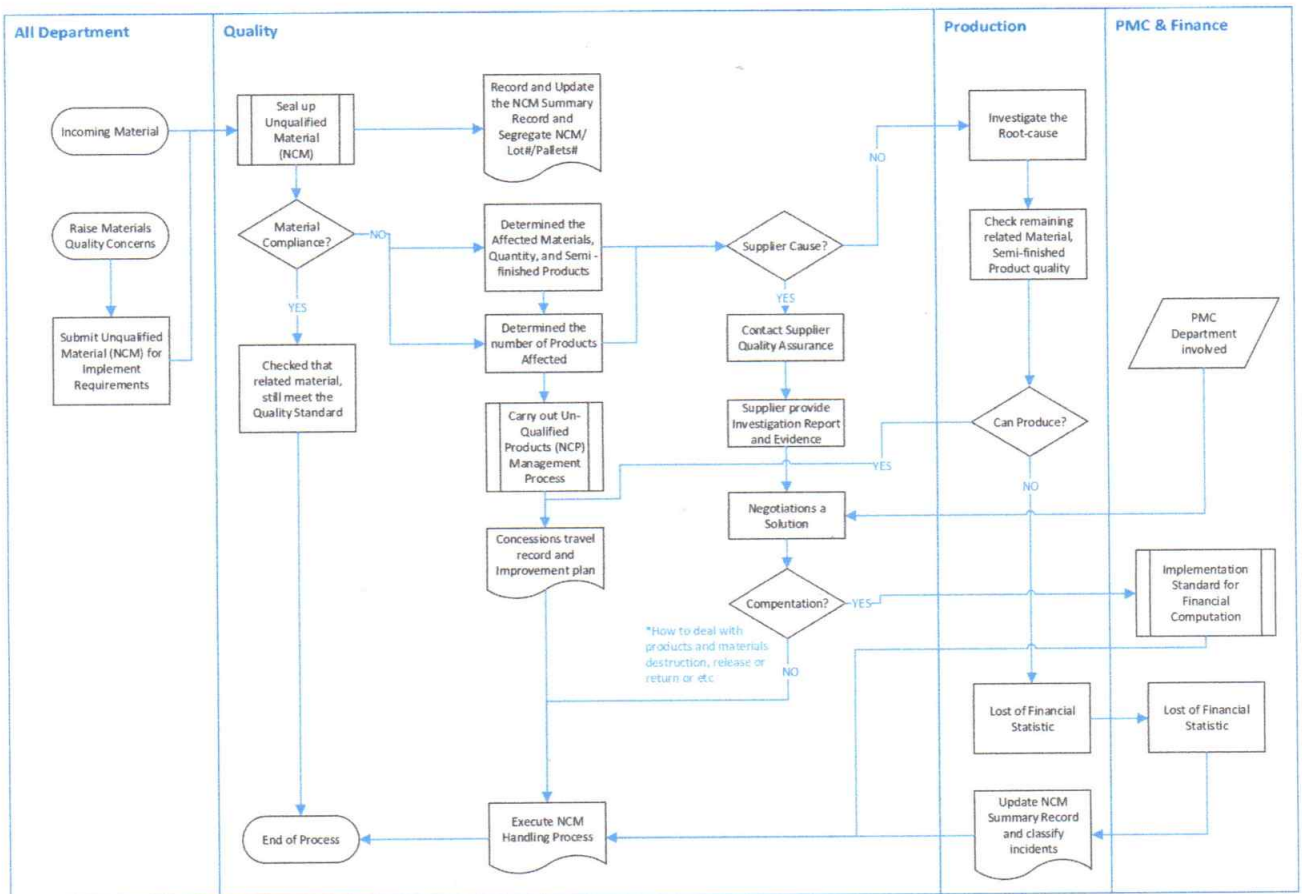 All Department
Quality
Production
PMC & Finance
Incoming Material
Seal up
Unqualified
Material
(NCM)
Record and Update
the NCM Summary
Record and
Segregate NCM/
Lot#/Pallets#
Investigate the
Root-cause
NO
Raise Materials
Quality Concerns
Material
Compliance?
NO
Determined the
Affected Materials,
Quantity, and Semi-
finished Products
Supplier Cause?
Check remaining
related Material,
Semi-finished
Product quality
YES
YES
Submit Unqualified
Material (NCM) for
Implement
Requirements
Checked that
related material,
still meet the
Quality Standard
Determined the
number of Products
Affected
Contact Supplier
Quality Assurance
PMC
Department
involved
Carry out Un-
Qualified
Products (NCP)
Management
Process
Supplier provide
Investigation Report
and Evidence
Can Produce?
YES
NO
Negotiations a
Solution
Concessions travel
record and
Improvement plan
Compentation?
YES
Implementation
Standard for
Financial
Computation
*How to deal with
products and materials
destruction, release or
return or etc
NO
Lost of Financial
Statistic
Lost of Financial
Statistic
End of Process
Execute NCM
Handling Process
Update NCM
Summary Record
and classify
incidents